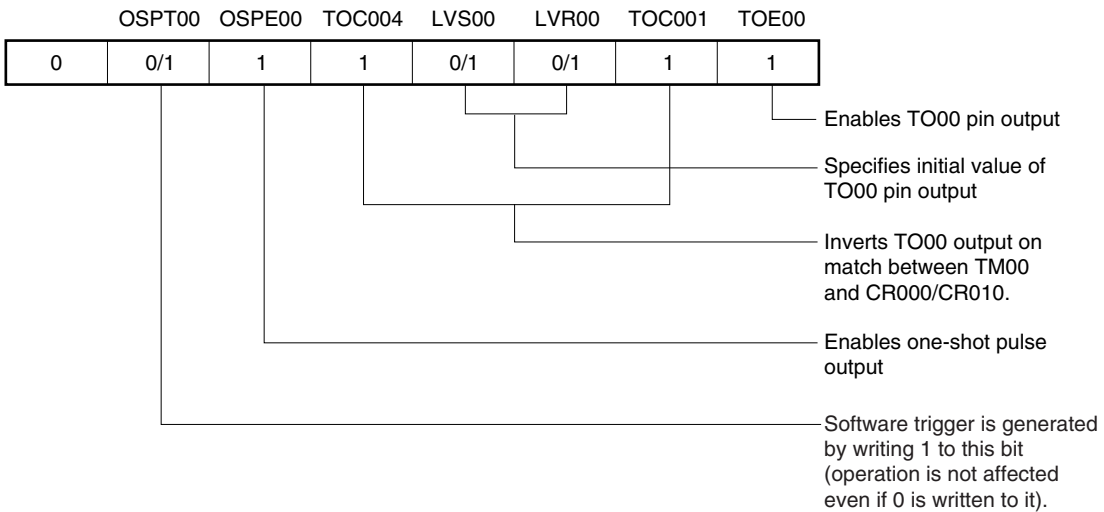 OSPT00 OSPE00 TOC004 LVS00 LVR00 TOC001 TOE00
0 0/1 1 1 0/1 0/1 1 1
Enables TO00 pin output
Specifies initial value of
TO00 pin output
Inverts TO00 output on
match between TM00
and CR000/CR010.
Enables one-shot pulse
output
Software trigger is generated
by writing 1 to this bit
(operation is not affected
even if 0 is written to it).